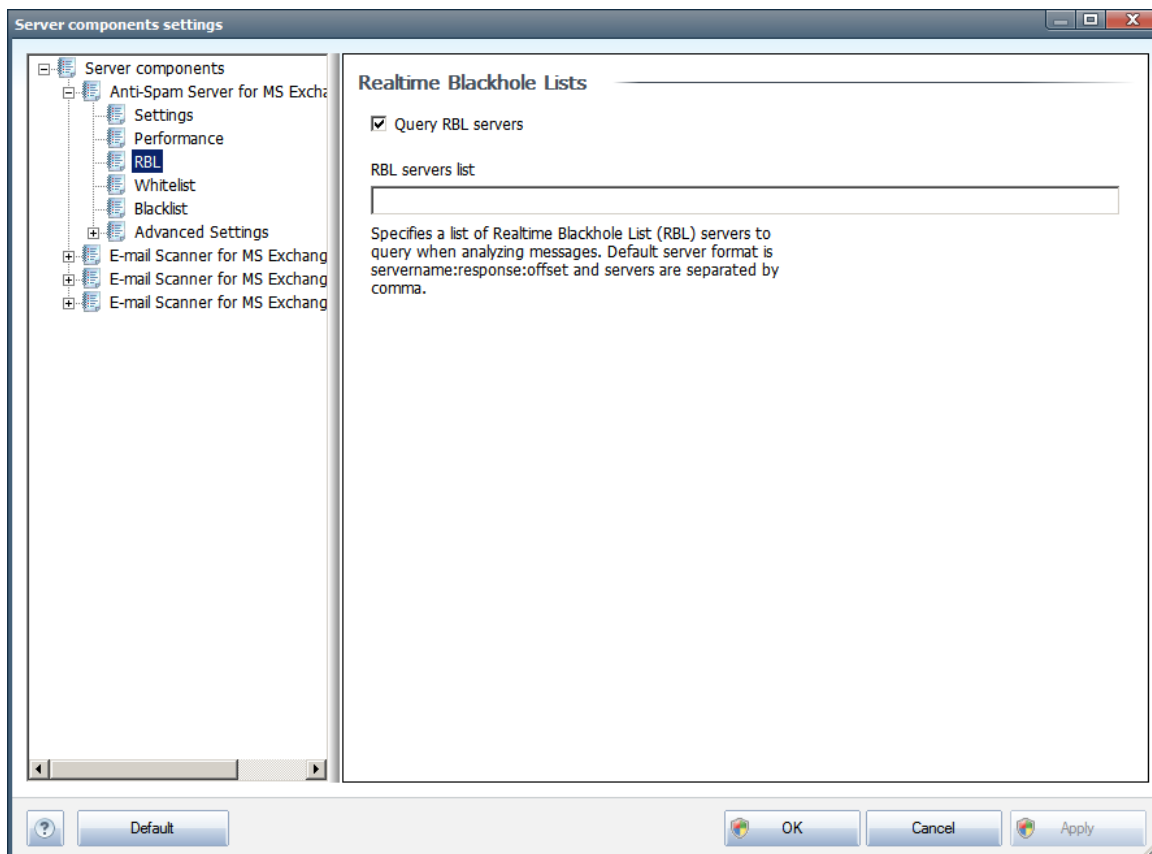 Server components settings
Server components
Anti-Spam Server for MS Excha
Settings
Performance
RBL
Whitelist
Blacklist
Advanced Settings
E-mail Scanner for MS Exchang
E-mail Scanner for MS Exchang
E-mail Scanner for MS Exchang
Realtime Blackhole Lists
Query RBL servers
RBL servers list
Specifies a list of Realtime Blackhole List (RBL) servers to
query when analyzing messages. Default server format is
servername:response:offset and servers are separated by
comma.
?
Default
OK
Cancel
Apply